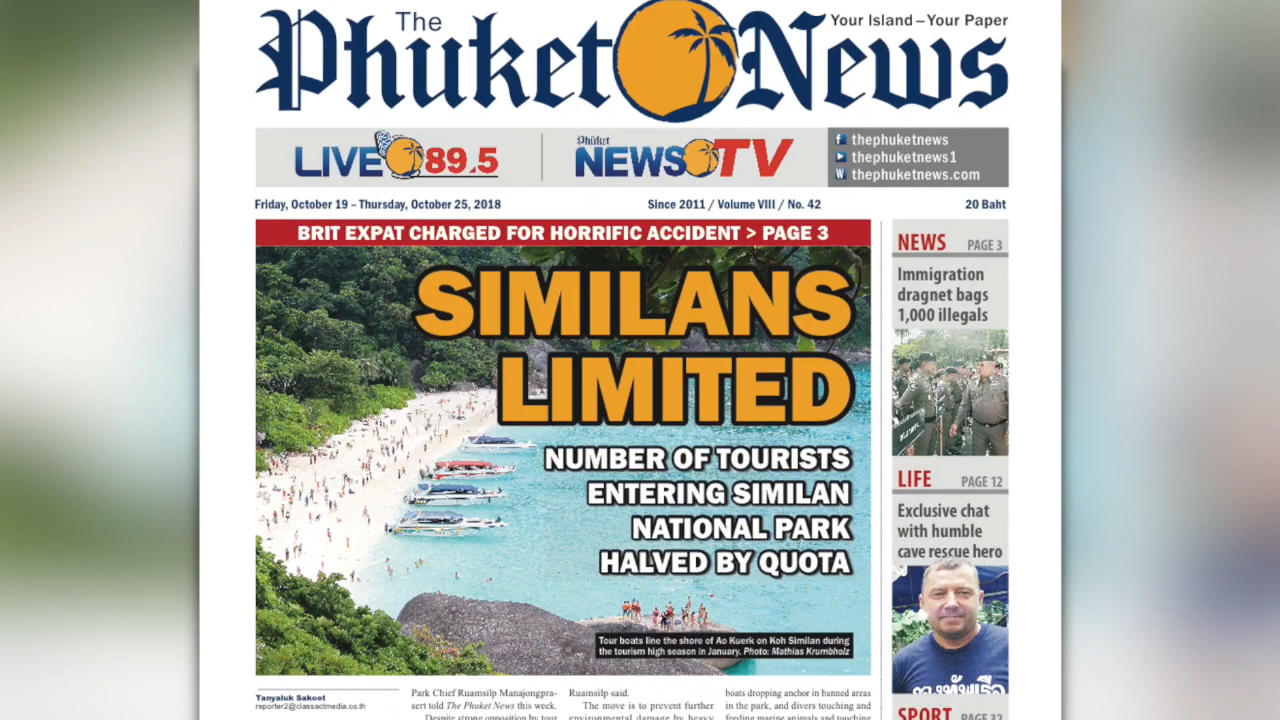 The
Phuket News
Your Island – Your Paper
LIVE 89.5
Phuket
NEWS TV
thephuketnews
thephuketnews1
thephuketnews.com
Friday, October 19 – Thursday, October 25, 2018
Since 2011 / Volume VIII / No. 42
20 Baht
BRIT EXPAT CHARGED FOR HORRIFIC ACCIDENT > PAGE 3
SIMILANS
LIMITED
NUMBER OF TOURISTS
ENTERING SIMILAN
NATIONAL PARK
HALVED BY QUOTA
Tour boats line the shore of Ao Kuerk on Koh Similan during
the tourism high season in January. Photo: Mathias Krumbholz
Tanyaluk Sakoot
reporter2@classactmedia.co.th
Park Chief Ruamsilp Manajongpra-
sert told The Phuket News this week.
Despite strong opposition by tour
Ruamsilp said.
The move is to prevent further
environmental damage by heavy
boats dropping anchor in banned areas
in the park, and divers touching and
feeding marine animals and touching
NEWS PAGE 3
Immigration
dragnet bags
1,000 illegals
LIFE PAGE 12
Exclusive chat
with humble
cave rescue hero
SPORT PAGE 32